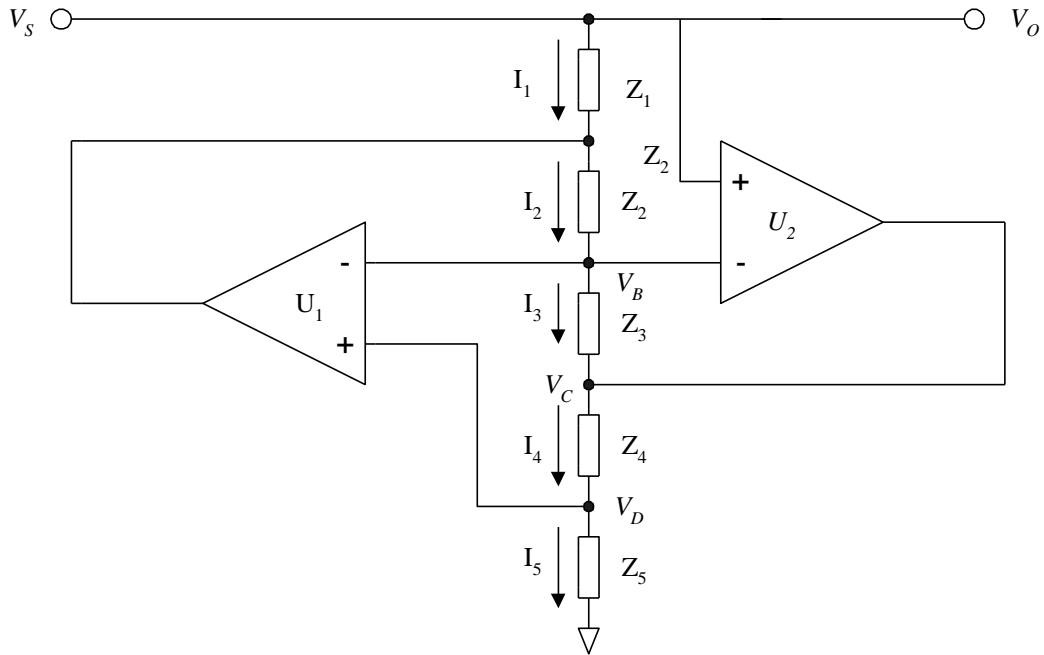 V_S
V_O
I_1
Z_1
Z_2
+
U_2
-
I_2
Z_2
-
U_1
+
V_B
I_3
Z_3
V_C
I_4
Z_4
V_D
I_5
Z_5